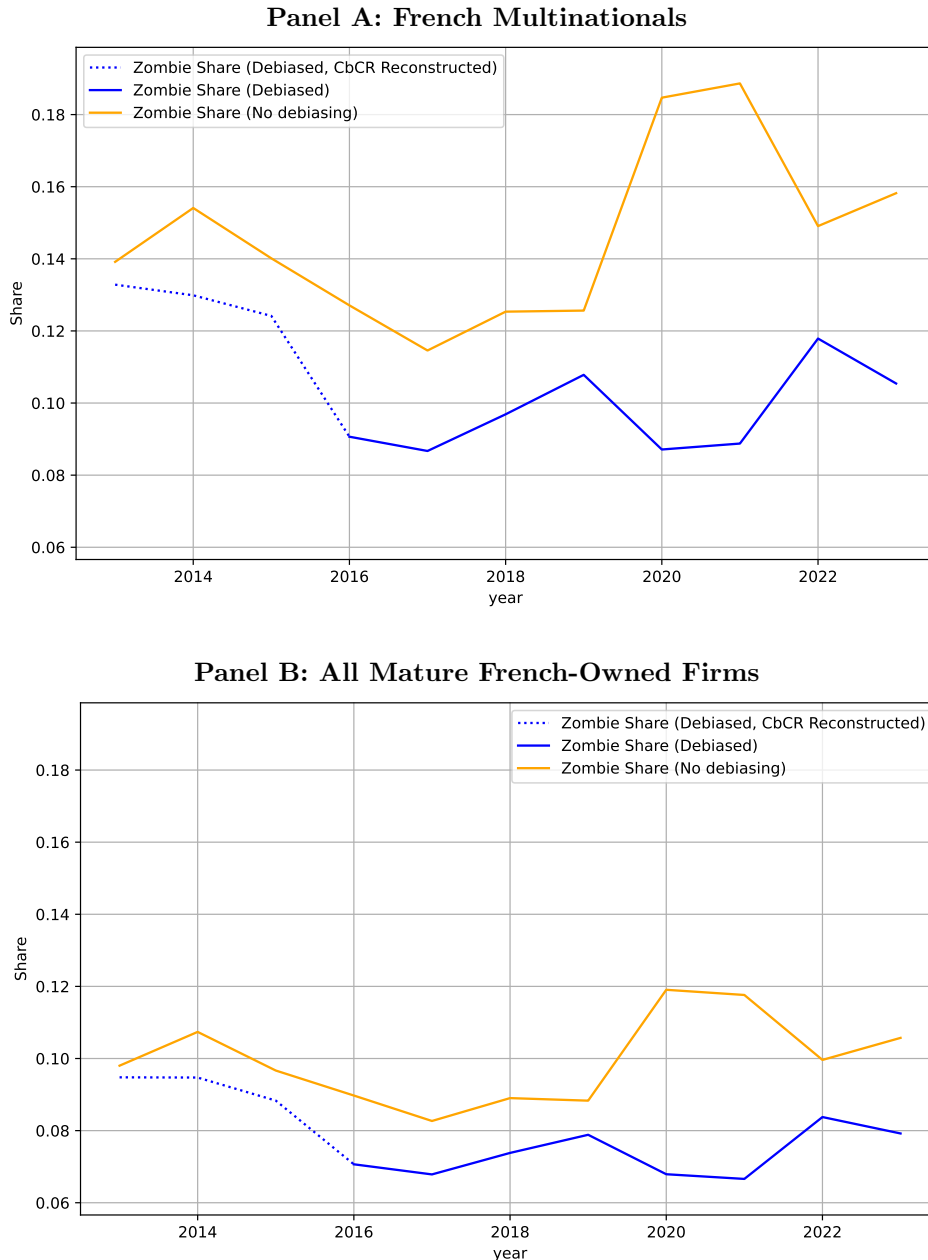 Panel A: French Multinationals
Zombie Share (Debiased, CbCR Reconstructed)
Zombie Share (Debiased)
Zombie Share (No debiasing)
0.18
0.16
0.14
0.12
0.10
0.08
0.06
Share
2014 2016 2018 2020 2022
year
Panel B: All Mature French-Owned Firms
Zombie Share (Debiased, CbCR Reconstructed)
Zombie Share (Debiased)
Zombie Share (No debiasing)
0.18
0.16
0.14
0.12
0.10
0.08
0.06
Share
2014 2016 2018 2020 2022
year